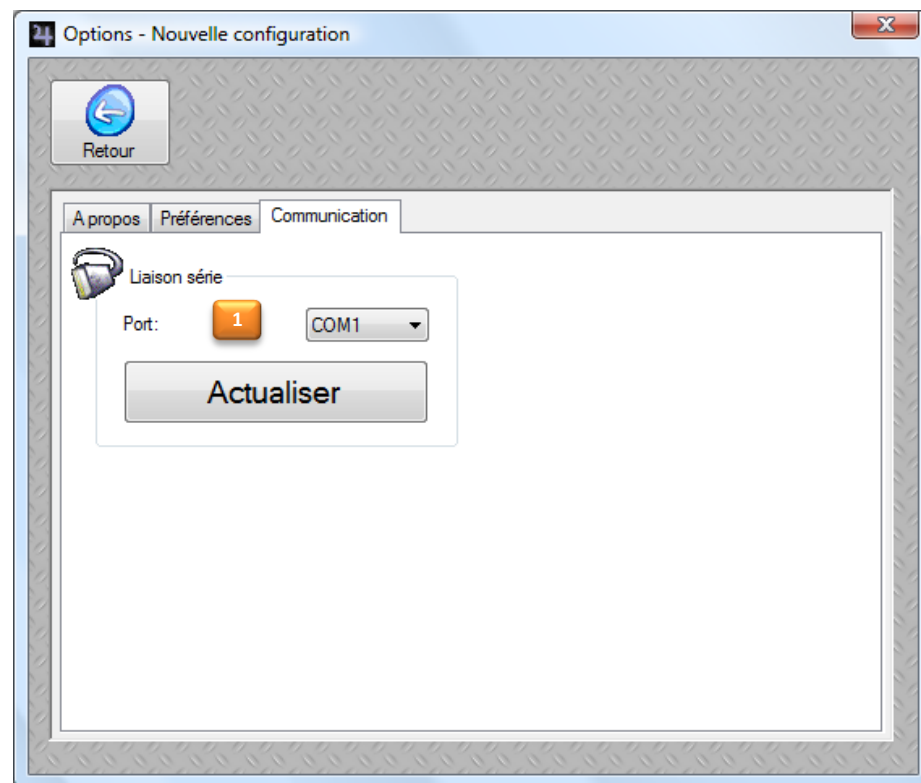 Options - Nouvelle configuration
Retour
A propos Préférences Communication
Liaison série
Port: 1 COM1
Actualiser